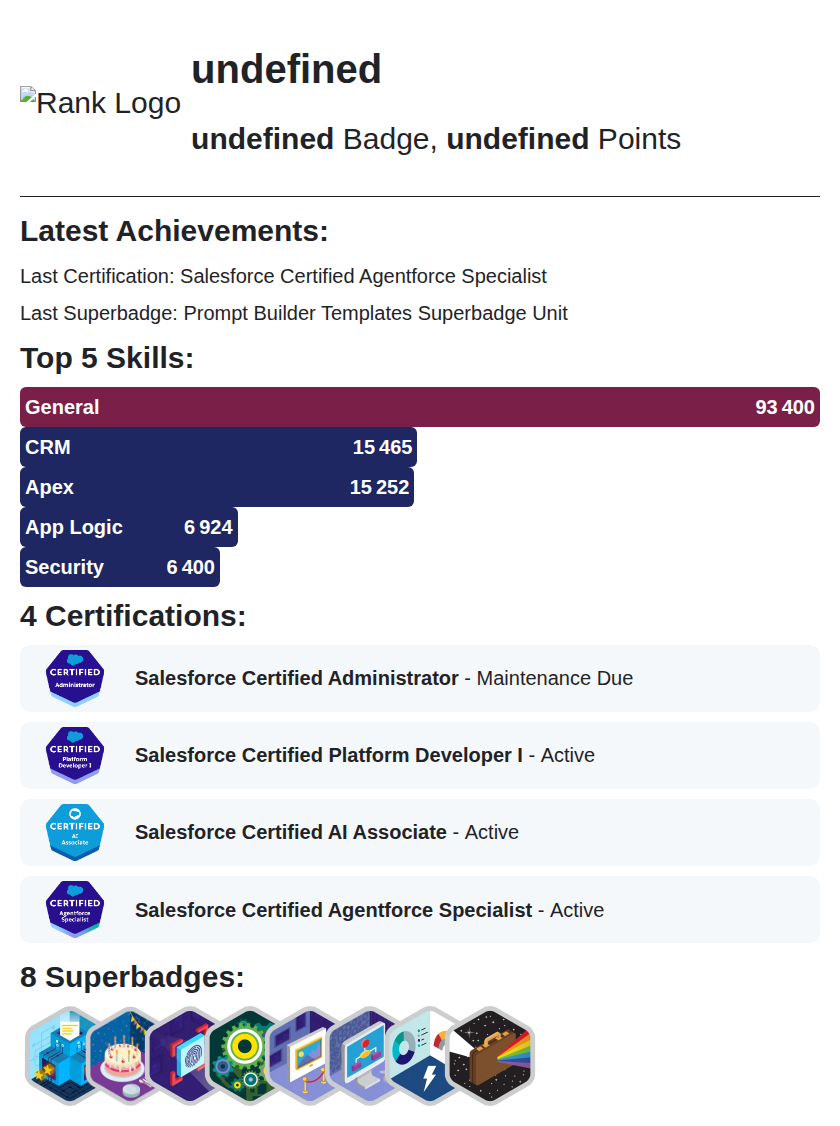 undefined
Rank Logo
undefined Badge, undefined Points
Latest Achievements:
Last Certification: Salesforce Certified Agentforce Specialist
Last Superbadge: Prompt Builder Templates Superbadge Unit
Top 5 Skills:
General 93 400
CRM 15 465
Apex 15 252
App Logic 6 924
Security 6 400
4 Certifications:
CERTIFIED
Administrator
Salesforce Certified Administrator - Maintenance Due
CERTIFIED
Platform
Developer I
Salesforce Certified Platform Developer I - Active
CERTIFIED
AI
Associate
Salesforce Certified AI Associate - Active
CERTIFIED
Agentforce
Specialist
Salesforce Certified Agentforce Specialist - Active
8 Superbadges: